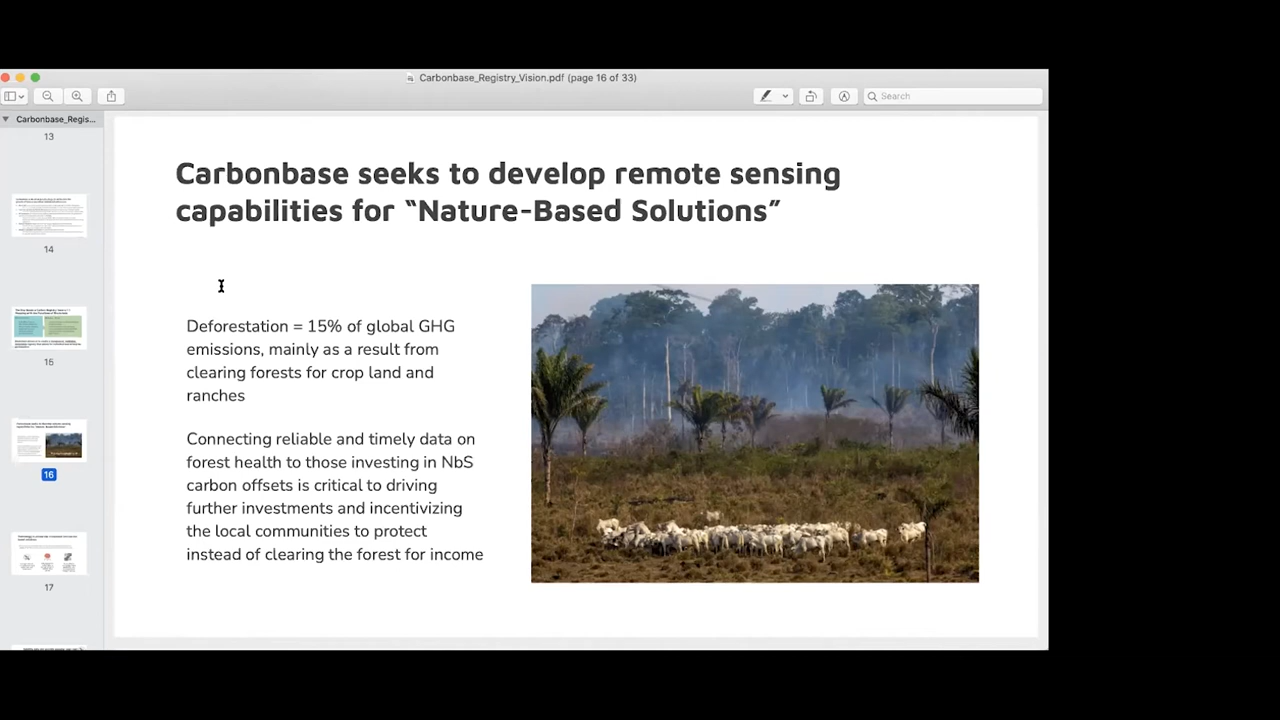 Carbonbase_Registry_Vision.pdf (page 16 of 33)
Search
Carbonbase_Regis...
13
14
15
16
17
Carbonbase seeks to develop remote sensing
capabilities for “Nature-Based Solutions”
Deforestation = 15% of global GHG
emissions, mainly as a result from
clearing forests for crop land and
ranches
Connecting reliable and timely data on
forest health to those investing in NbS
carbon offsets is critical to driving
further investments and incentivizing
the local communities to protect
instead of clearing the forest for income